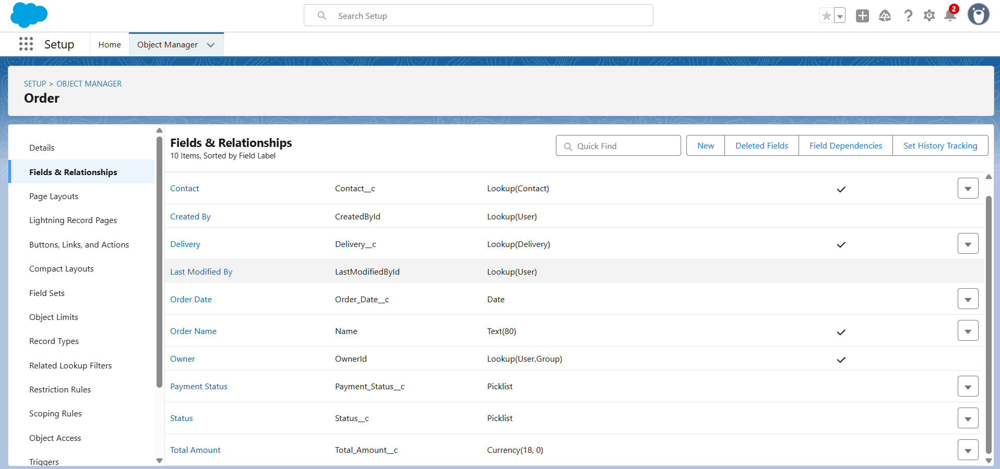 Search Setup
2
Setup
Home
Object Manager
SETUP > OBJECT MANAGER
Order
Details
Fields & Relationships
Page Layouts
Lightning Record Pages
Buttons, Links, and Actions
Compact Layouts
Field Sets
Object Limits
Record Types
Related Lookup Filters
Restriction Rules
Scoping Rules
Object Access
Triggers
Fields & Relationships
10 Items, Sorted by Field Label
Quick Find
New
Deleted Fields
Field Dependencies
Set History Tracking
Contact Contact__c Lookup(Contact)
Created By CreatedById Lookup(User)
Delivery Delivery__c Lookup(Delivery)
Last Modified By LastModifiedById Lookup(User)
Order Date Order_Date__c Date
Order Name Name Text(80)
Owner OwnerId Lookup(User,Group)
Payment Status Payment_Status__c Picklist
Status Status__c Picklist
Total Amount Total_Amount__c Currency(18, 0)